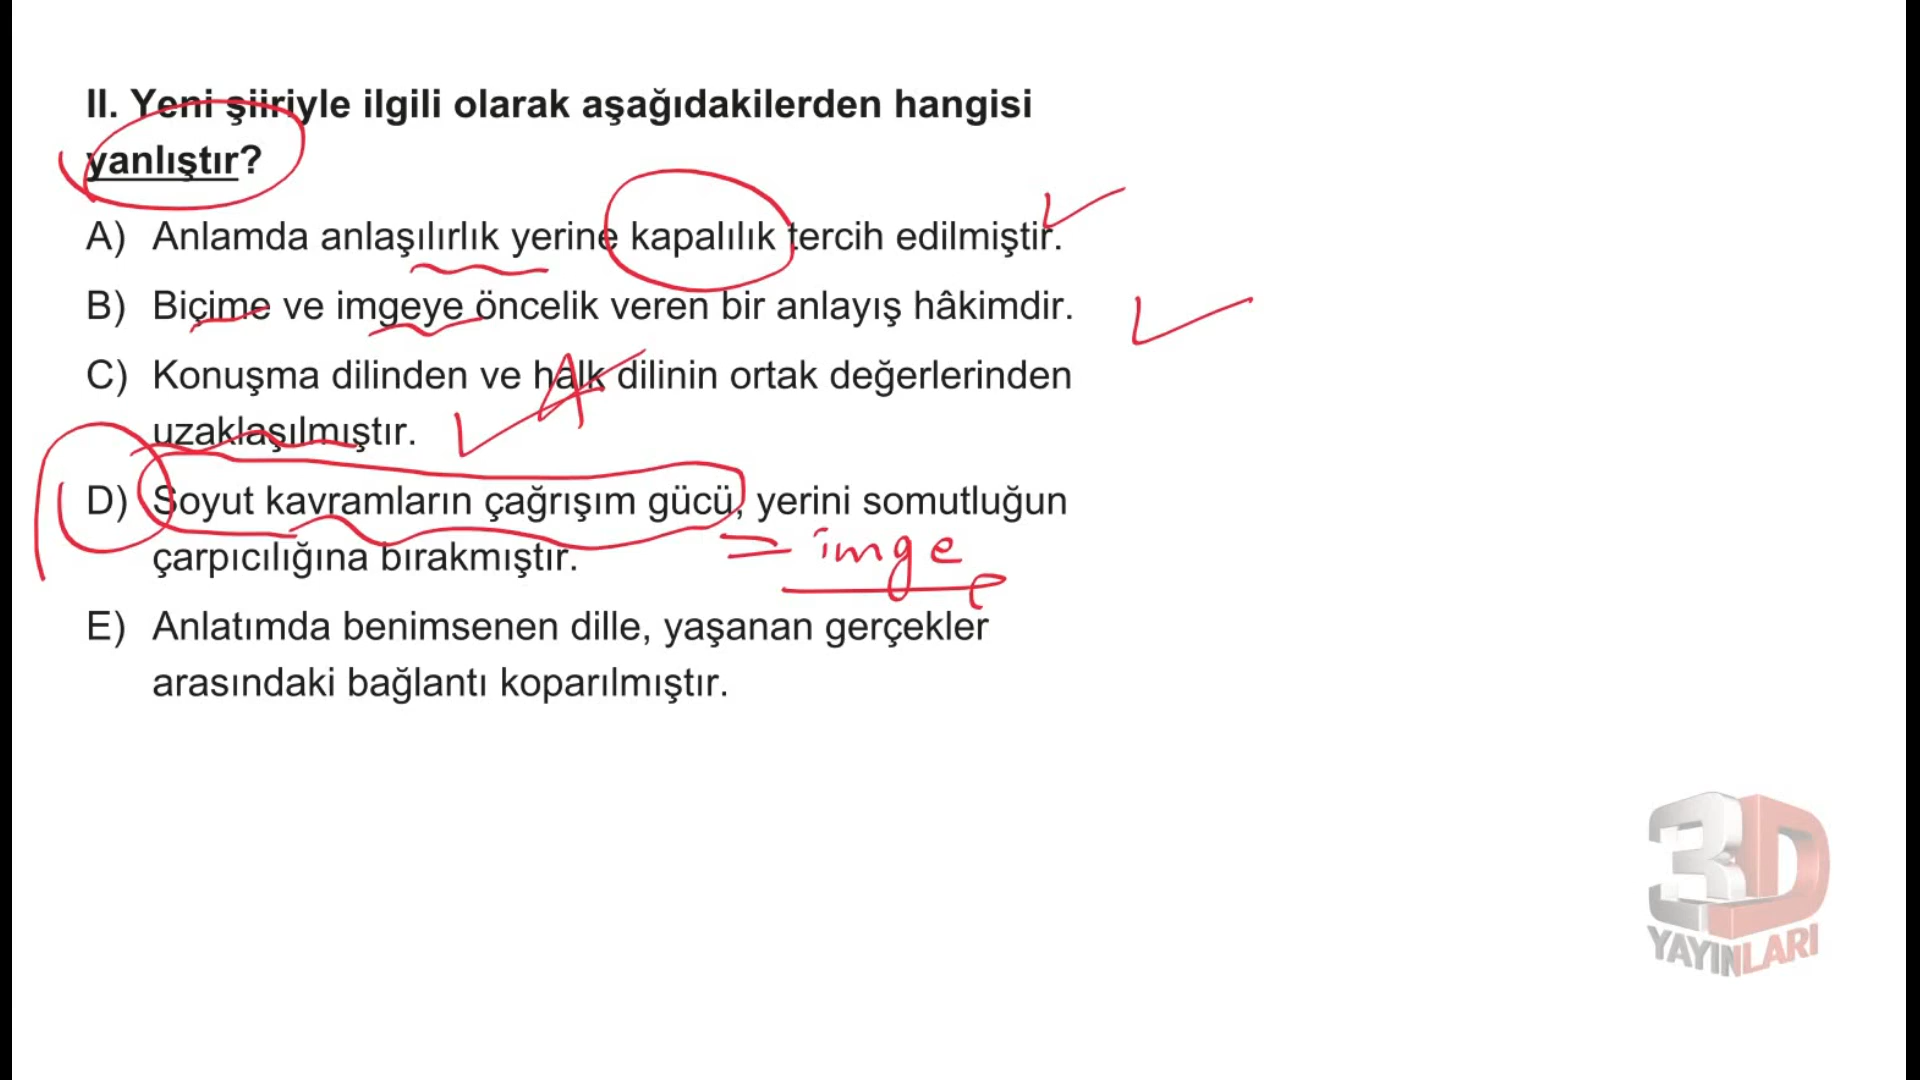 II. Yeni şiiriyle ilgili olarak aşağıdakilerden hangisi
yanlıştır?
A) Anlamda anlaşılırlık yerine kapalılık tercih edilmiştir.
B) Biçime ve imgeye öncelik veren bir anlayış hâkimdir.
C) Konuşma dilinden ve halk dilinin ortak değerlerinden
uzaklaşılmıştır.
D) Soyut kavramların çağrışım gücü, yerini somutluğun
= imge
çarpıcılığına bırakmıştır.
E) Anlatımda benimsenen dille, yaşanan gerçekler
arasındaki bağlantı koparılmıştır.
3D
YAYINLARI